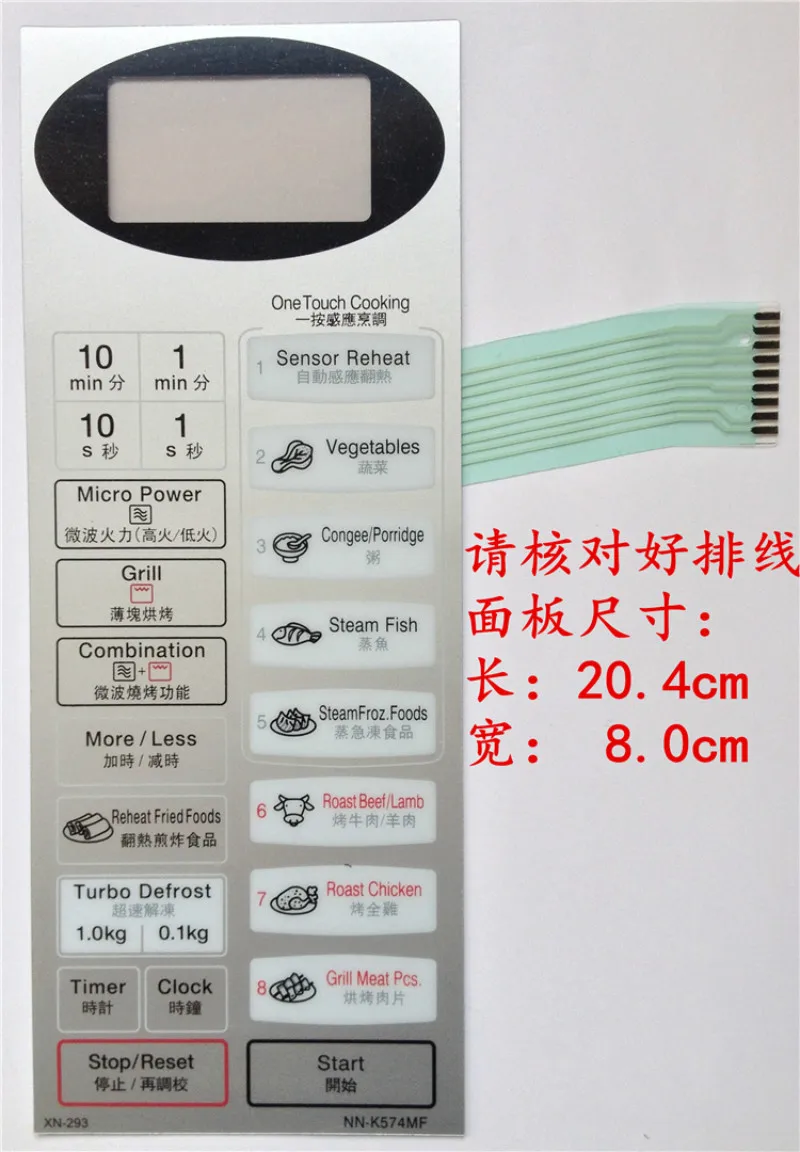 One Touch Cooking
一按感應烹調
10
min 分
1
min 分
10
s 秒
1
s 秒
Micro Power
微波火力(高火/低火)
Grill
薄塊烘烤
Combination
+
微波燒烤功能
More / Less
加時 / 减時
Reheat Fried Foods
翻熱煎炸食品
Turbo Defrost
超速解凍
1.0kg
0.1kg
Timer
時計
Clock
時鐘
Stop/Reset
停止 / 再調校
XN-293
1
Sensor Reheat
自動感應翻熱
2
Vegetables
蔬菜
3
Congee/Porridge
粥
4
Steam Fish
蒸魚
5
SteamFroz.Foods
蒸急凍食品
6
Roast Beef/Lamb
烤牛肉/羊肉
7
Roast Chicken
烤全雞
8
Grill Meat Pcs.
烘烤肉片
Start
開始
NN-K574MF
请核对好排线
面板尺寸：
长：20.4cm
宽： 8.0cm